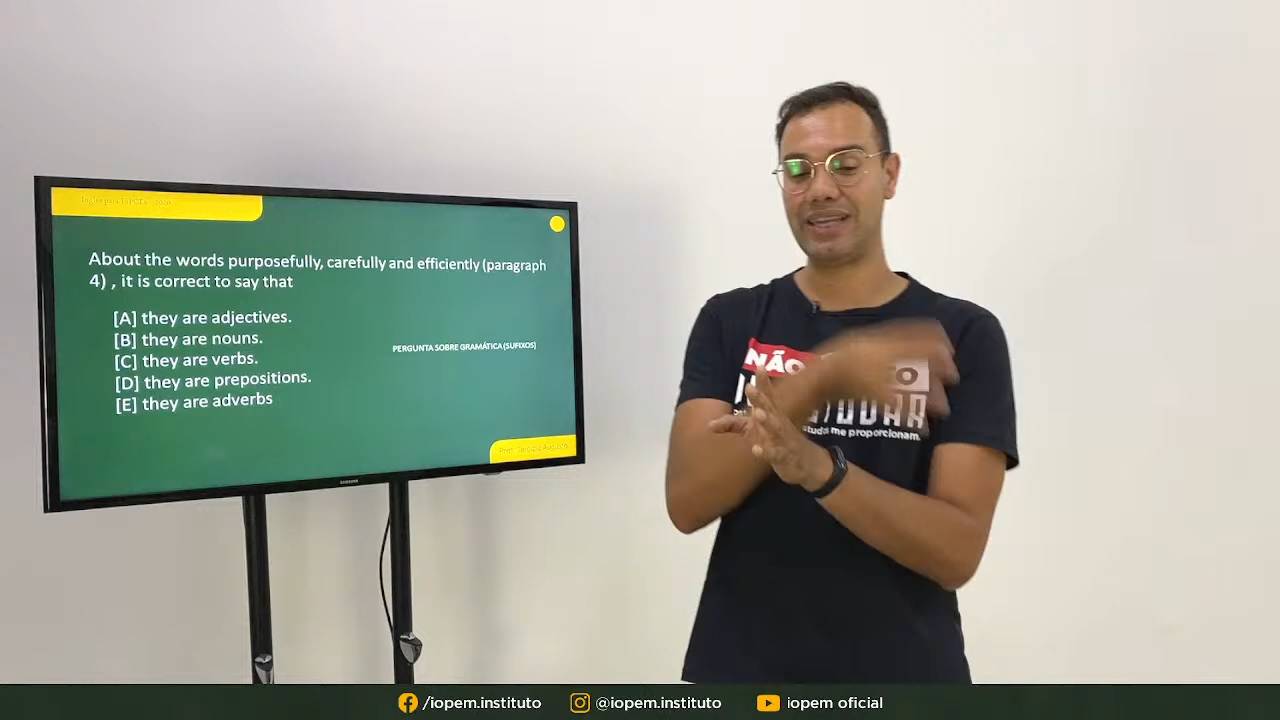 About the words purposefully, carefully and efficiently (paragraph
4) , it is correct to say that
[A] they are adjectives.
[B] they are nouns.
[C] they are verbs.
[D] they are prepositions.
[E] they are adverbs
PERGUNTA SOBRE GRAMÁTICA (SUFIXOS)
SAMSUNG
NÃO
me proporcionam.
/iopem.instituto
@iopem.instituto
iopem oficial